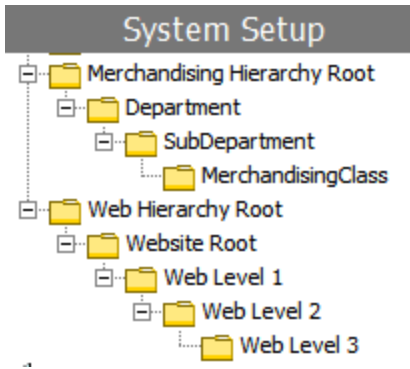 System Setup
Merchandising Hierarchy Root
Department
SubDepartment
MerchandisingClass
Web Hierarchy Root
Website Root
Web Level 1
Web Level 2
Web Level 3